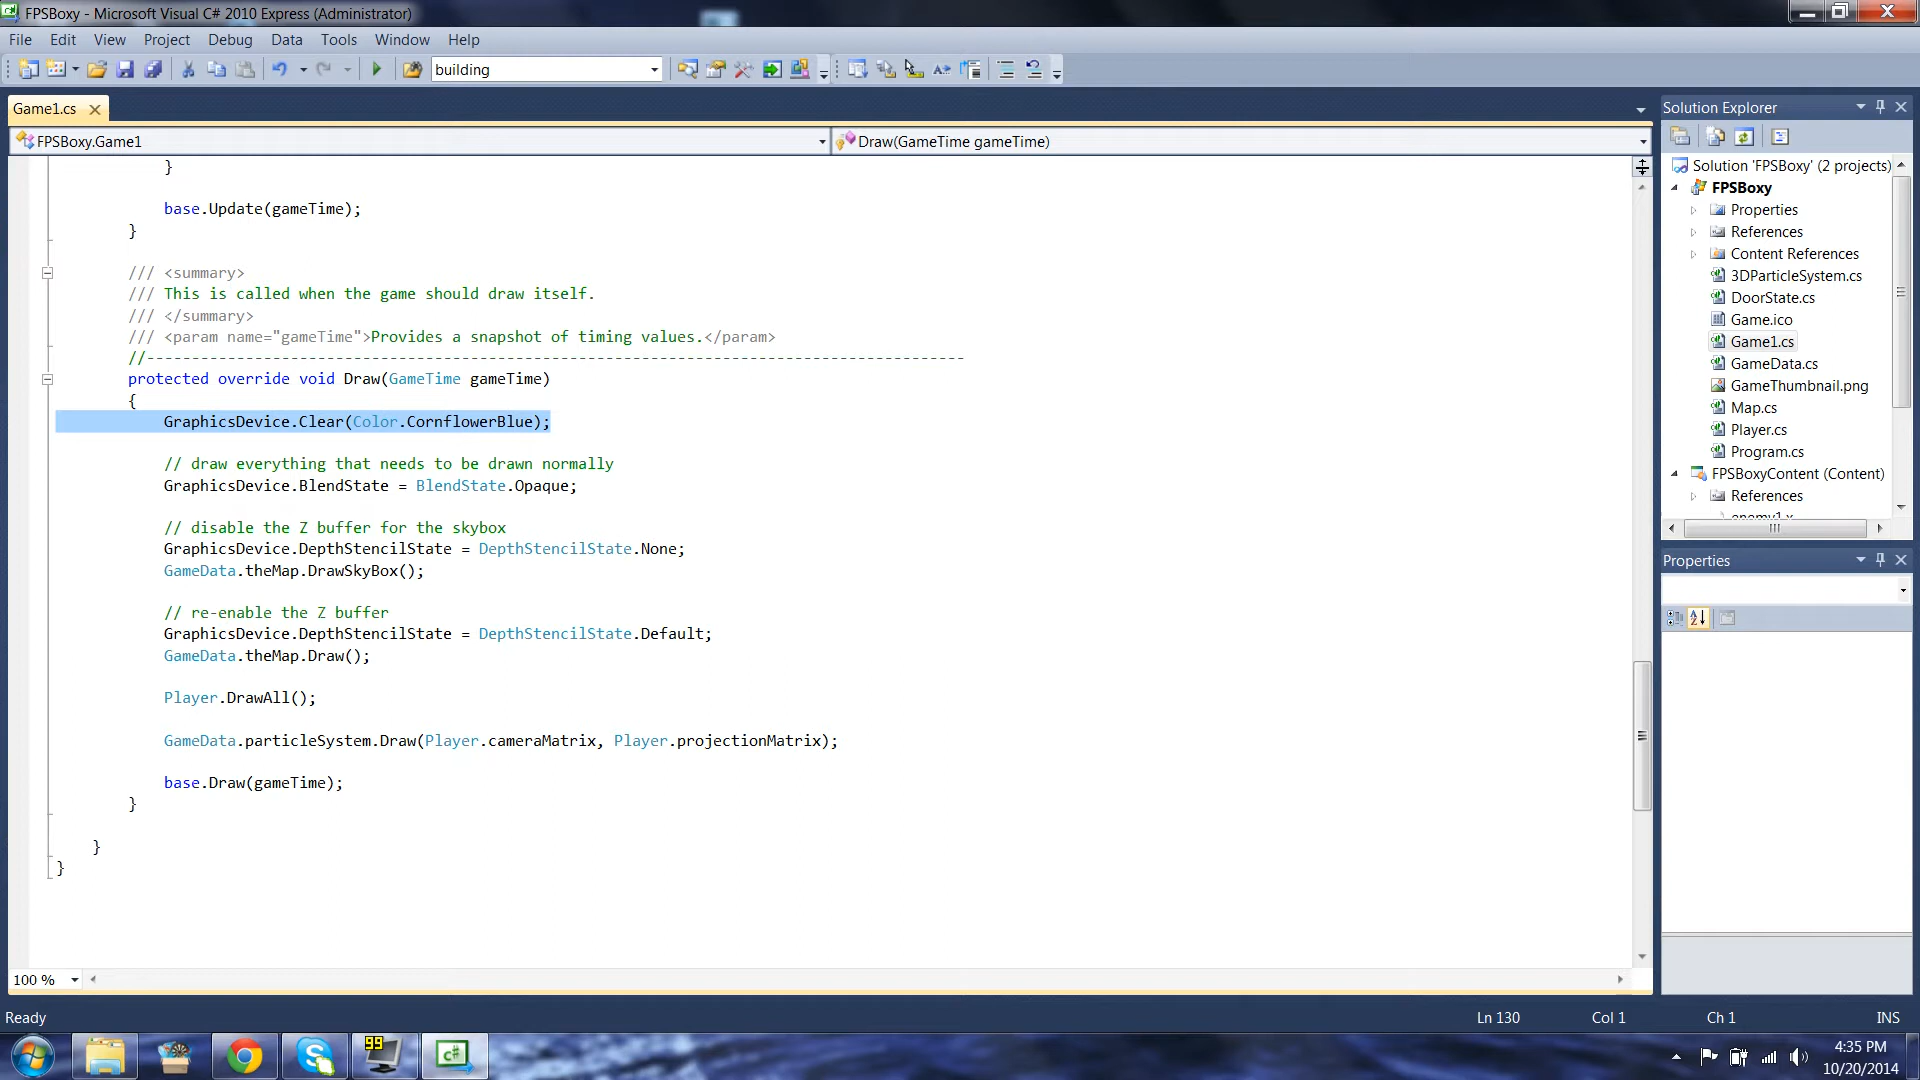 FPSBoxy - Microsoft Visual C# 2010 Express (Administrator)
File Edit View Project Debug Data Tools Window Help
building
Game1.cs
FPSBoxy.Game1
Draw(GameTime gameTime)
}
base.Update(gameTime);
}
/// <summary>
/// This is called when the game should draw itself.
/// </summary>
/// <param name="gameTime">Provides a snapshot of timing values.</param>
//-------------------------------------------------------------------------------------------
protected override void Draw(GameTime gameTime)
{
GraphicsDevice.Clear(Color.CornflowerBlue);
// draw everything that needs to be drawn normally
GraphicsDevice.BlendState = BlendState.Opaque;
// disable the Z buffer for the skybox
GraphicsDevice.DepthStencilState = DepthStencilState.None;
GameData.theMap.DrawSkyBox();
// re-enable the Z buffer
GraphicsDevice.DepthStencilState = DepthStencilState.Default;
GameData.theMap.Draw();
Player.DrawAll();
GameData.particleSystem.Draw(Player.cameraMatrix, Player.projectionMatrix);
base.Draw(gameTime);
}
}
}
100 %
Solution Explorer
Solution 'FPSBoxy' (2 projects)
FPSBoxy
Properties
References
Content References
3DParticleSystem.cs
DoorState.cs
Game.ico
Game1.cs
GameData.cs
GameThumbnail.png
Map.cs
Player.cs
Program.cs
FPSBoxyContent (Content)
References
enemy1.x
Properties
Ready
Ln 130
Col 1
Ch 1
INS
99
4:35 PM
10/20/2014